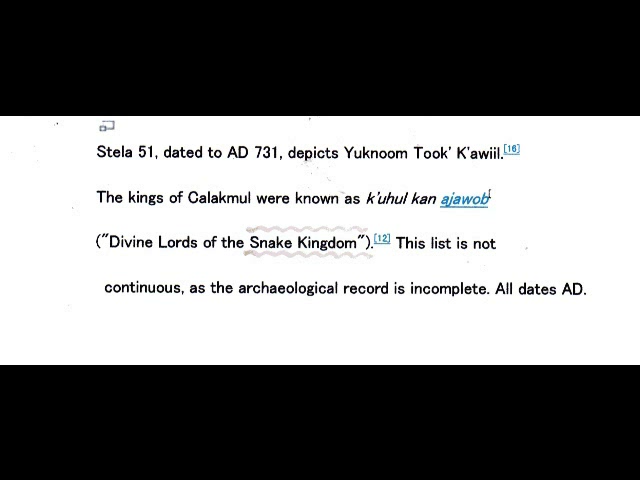 Stela 51, dated to AD 731, depicts Yuknoom Took' K'awiil.[16]
The kings of Calakmul were known as k'uhul kan ajawob
("Divine Lords of the Snake Kingdom").[12] This list is not
continuous, as the archaeological record is incomplete. All dates AD.